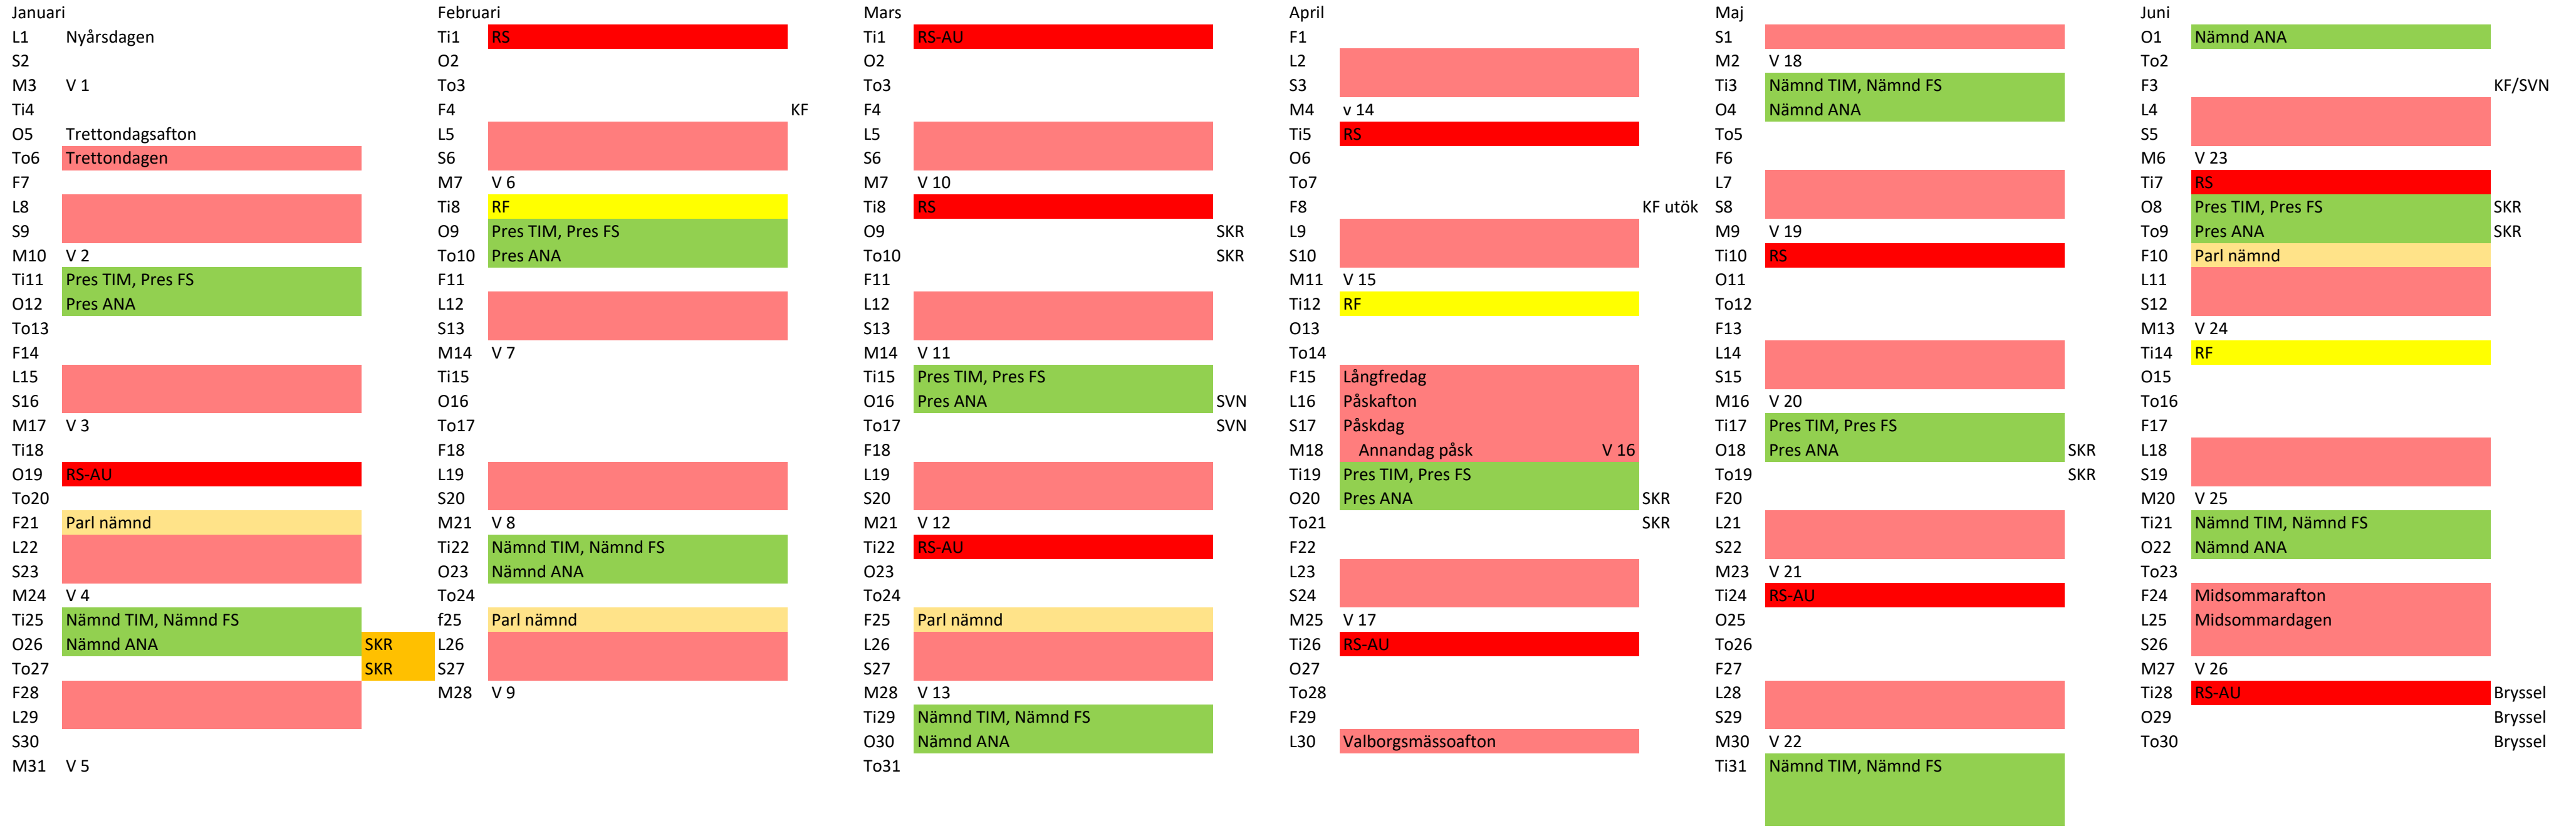 Januari
L1 Nyårsdagen
S2
M3 V 1
Ti4
O5 Trettondagsafton
To6 Trettondagen
F7
L8
S9
M10 V 2
Ti11 Pres TIM, Pres FS
O12 Pres ANA
To13
F14
L15
S16
M17 V 3
Ti18
O19 RS-AU
To20
F21 Parl nämnd
L22
S23
M24 V 4
Ti25 Nämnd TIM, Nämnd FS
O26 Nämnd ANA SKR
To27 SKR
F28
L29
S30
M31 V 5
Februari
Ti1 RS
O2
To3
F4 KF
L5
S6
M7 V 6
Ti8 RF
O9 Pres TIM, Pres FS
To10 Pres ANA
F11
L12
S13
M14 V 7
Ti15
O16
To17
F18
L19
S20
M21 V 8
Ti22 Nämnd TIM, Nämnd FS
O23 Nämnd ANA
To24
f25 Parl nämnd
L26
S27
M28 V 9
Mars
Ti1 RS-AU
O2
To3
F4
L5
S6
M7 V 10
Ti8 RS
O9 SKR
To10 SKR
F11
L12
S13
M14 V 11
Ti15 Pres TIM, Pres FS
O16 Pres ANA SVN
To17 SVN
F18
L19
S20
M21 V 12
Ti22 RS-AU
O23
To24
F25 Parl nämnd
L26
S27
M28 V 13
Ti29 Nämnd TIM, Nämnd FS
O30 Nämnd ANA
To31
April
F1
L2
S3
M4 v 14
Ti5 RS
O6
To7
F8 KF utök
L9
S10
M11 V 15
Ti12 RF
O13
To14
F15 Långfredag
L16 Påskafton
S17 Påskdag
M18 Annandag påsk V 16
Ti19 Pres TIM, Pres FS
O20 Pres ANA SKR
To21 SKR
F22
L23
S24
M25 V 17
Ti26 RS-AU
O27
To28
F29
L30 Valborgsmässoafton
Maj
S1
M2 V 18
Ti3 Nämnd TIM, Nämnd FS
O4 Nämnd ANA
To5
F6
L7
S8
M9 V 19
Ti10 RS
O11
To12
F13
L14
S15
M16 V 20
Ti17 Pres TIM, Pres FS
O18 Pres ANA SKR
To19 SKR
F20
L21
S22
M23 V 21
Ti24 RS-AU
O25
To26
F27
L28
S29
M30 V 22
Ti31 Nämnd TIM, Nämnd FS
Juni
O1 Nämnd ANA
To2
F3 KF/SVN
L4
S5
M6 V 23
Ti7 RS
O8 Pres TIM, Pres FS SKR
To9 Pres ANA SKR
F10 Parl nämnd
L11
S12
M13 V 24
Ti14 RF
O15
To16
F17
L18
S19
M20 V 25
Ti21 Nämnd TIM, Nämnd FS
O22 Nämnd ANA
To23
F24 Midsommarafton
L25 Midsommardagen
S26
M27 V 26
Ti28 RS-AU Bryssel
O29 Bryssel
To30 Bryssel